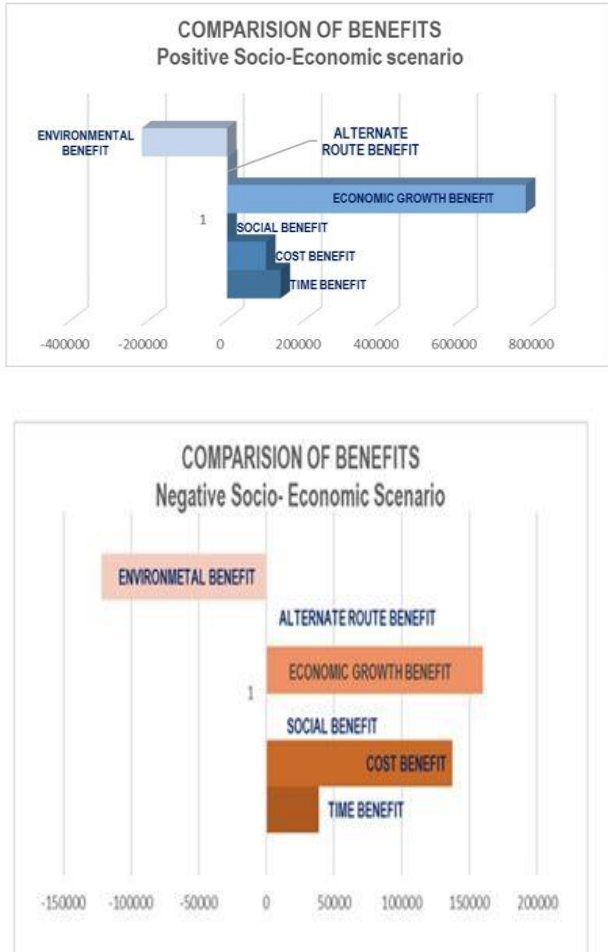 COMPARISION OF BENEFITS
Positive Socio-Economic scenario
ENVIRONMENTAL
BENEFIT
ALTERNATE
ROUTE BENEFIT
ECONOMIC GROWTH BENEFIT
1
SOCIAL BENEFIT
COST BENEFIT
TIME BENEFIT
-400000 -200000 0 200000 400000 600000 800000
COMPARISION OF BENEFITS
Negative Socio- Economic Scenario
ENVIRONMETAL BENEFIT
ALTERNATE ROUTE BENEFIT
ECONOMIC GROWTH BENEFIT
1
SOCIAL BENEFIT
COST BENEFIT
TIME BENEFIT
-150000 -100000 -50000 0 50000 100000 150000 200000